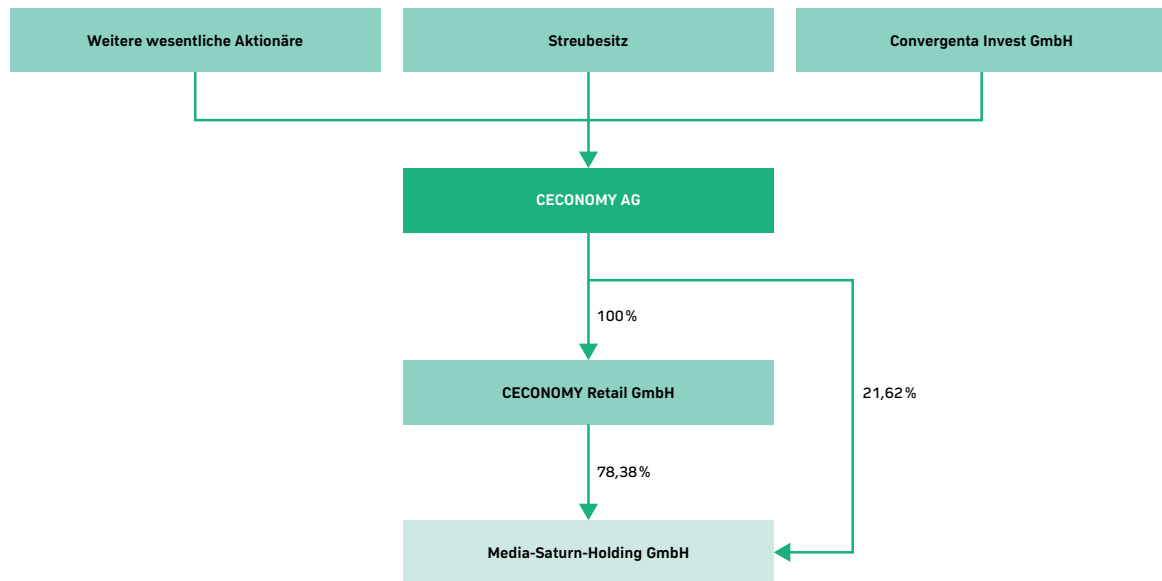 Weitere wesentliche Aktionäre
Streubesitz
Convergenta Invest GmbH
CECONOMY AG
100%
CECONOMY Retail GmbH
21,62%
78,38%
Media-Saturn-Holding GmbH